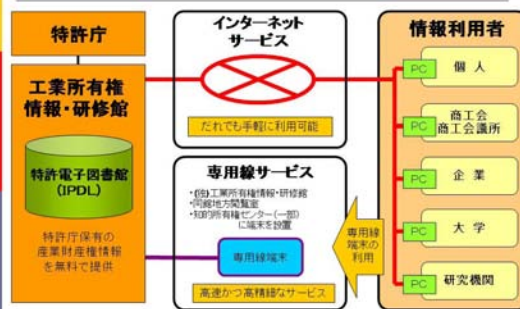 特許庁
工業所有権
情報・研修館
特許電子図書館
(IPDL)
特許庁保有の
産業財産権情報
を無料で提供
インターネット
サービス
だれでも手軽に利用可能
専用線サービス
・(独)工業所有権情報・研修館
・同館地方閲覧室
・知的所有権センター(一部)
に端末を設置
専用線端末
高速かつ高精細なサービス
専用線
端末の
利用
情報利用者
PC
個人
PC
商工会
商工会議所
PC
企業
PC
大学
PC
研究機関